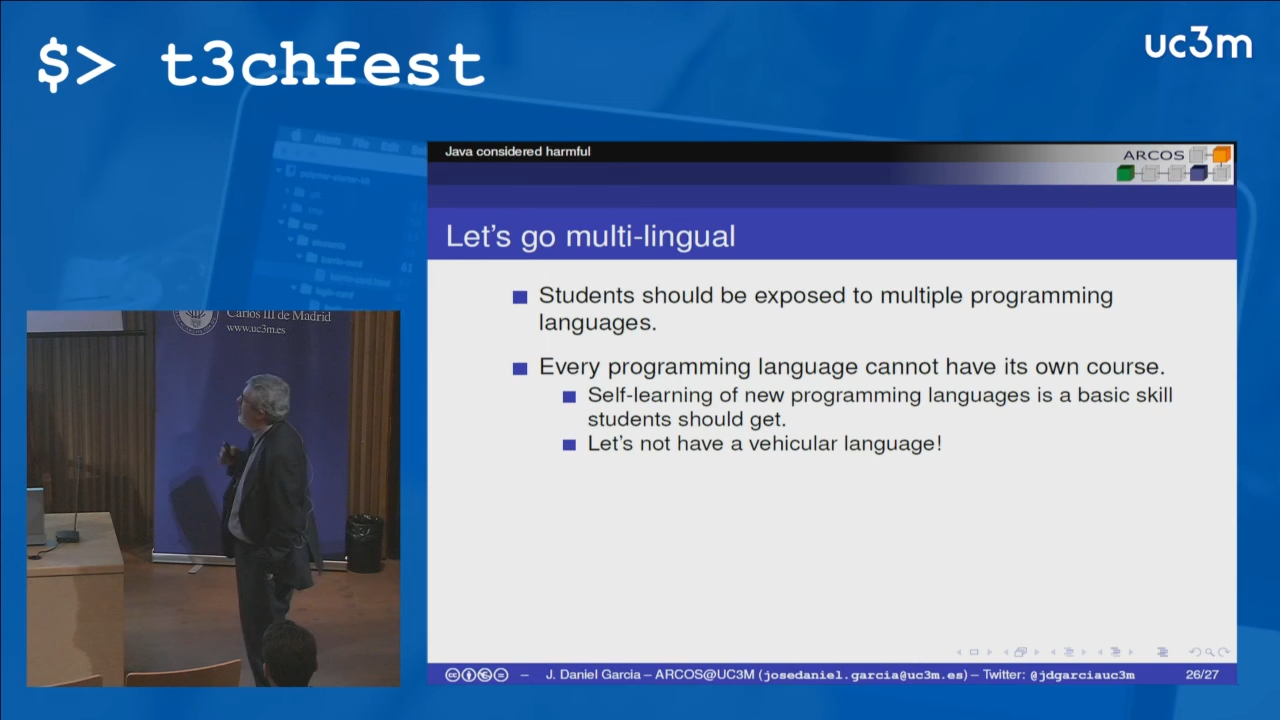 $> t3chfest
uc3m
Java considered harmful
ARCOS
Let's go multi-lingual
Students should be exposed to multiple programming
languages.
Every programming language cannot have its own course.
Self-learning of new programming languages is a basic skill
students should get.
Let's not have a vehicular language!
Carlos III de Madrid
www.uc3m.es
– J. Daniel Garcia – ARCOS@UC3M (josedaniel.garcia@uc3m.es) – Twitter: @jdgarciauc3m 26/27